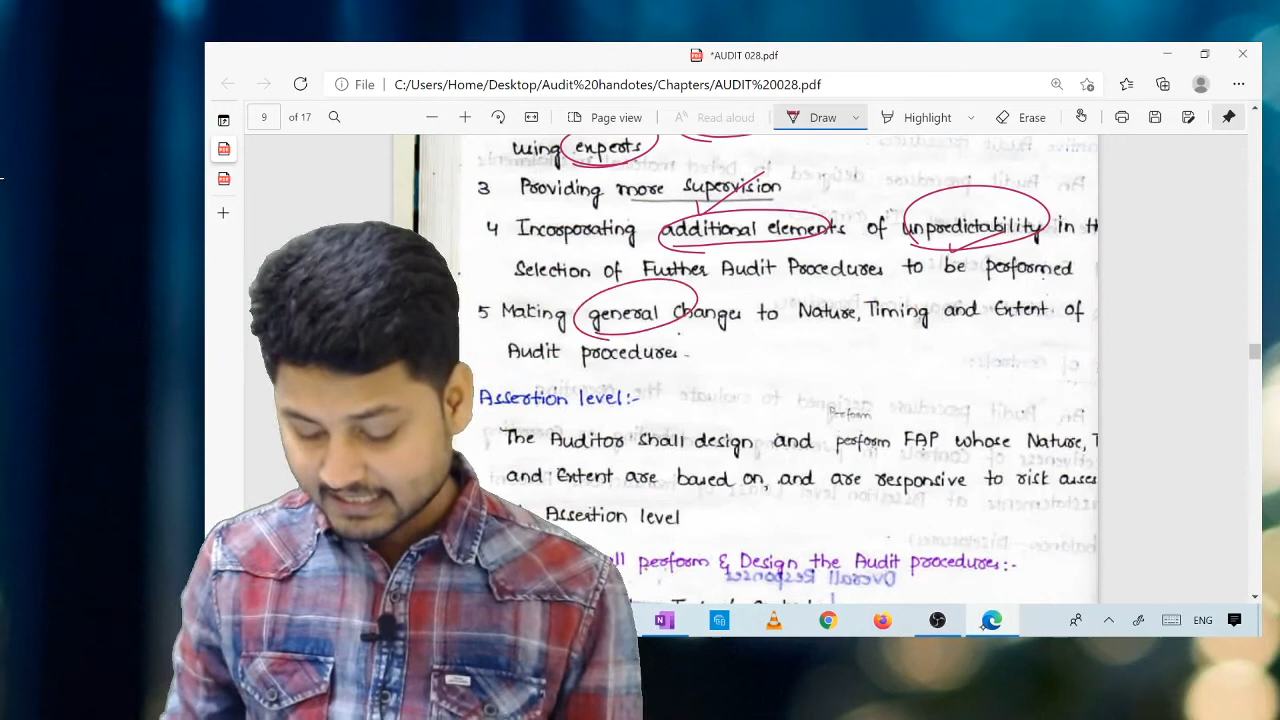 *AUDIT 028.pdf
File | C:/Users/Home/Desktop/Audit%20handotes/Chapters/AUDIT%20028.pdf
9 of 17 Page view Read aloud Draw Highlight Erase
using experts
3 Providing more supervision
4 Incorporating additional elements of unpredictability in th
Selection of Further Audit Procedures to be performed
5 Making general changes to Nature, Timing and Extent of
Audit procedures.
Assertion level:-
Perform
The Auditor shall design and perform FAP whose Nature, T
and Extent are based on, and are responsive to risk asses
Assertion level
ll perform & Design the Audit procedures:-
ENG